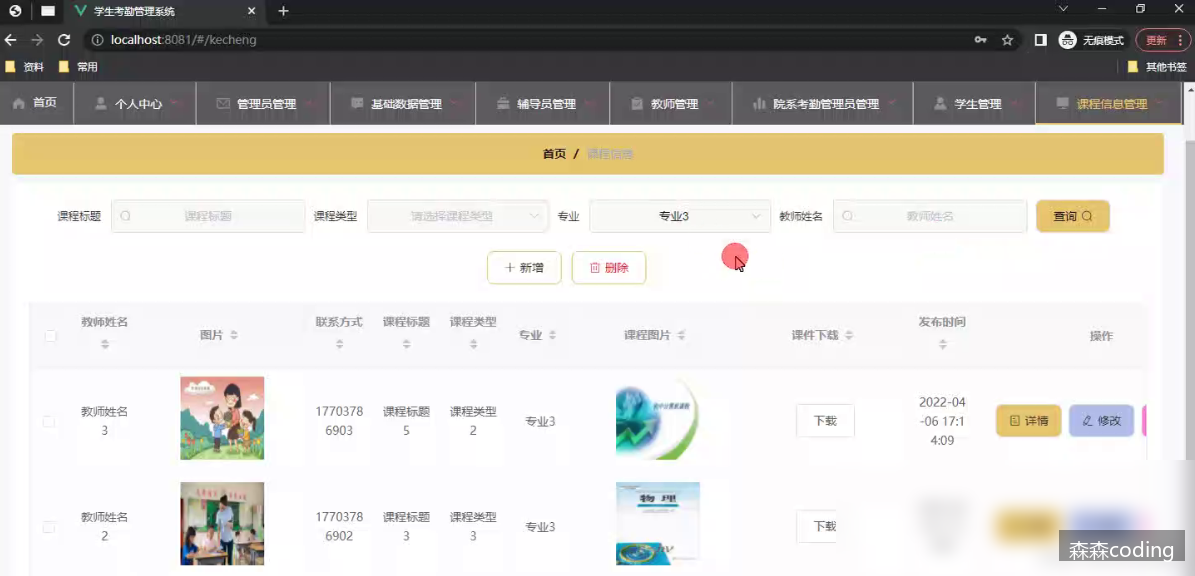 学生考勤管理系统
localhost:8081/#/kecheng
无痕模式
更新
资料
常用
其他书签
首页
个人中心
管理员管理
基础数据管理
辅导员管理
教师管理
院系考勤管理员管理
学生管理
课程信息管理
首页 / 课程信息
课程标题 课程标题
课程类型 请选择课程类型
专业 专业3
教师姓名 教师姓名
查询
新增
删除
教师姓名 图片 联系方式 课程标题 课程类型 专业 课程图片 课件下载 发布时间 操作
教师姓名
3
1770378
6903
课程标题
5
课程类型
2
专业3
下载
2022-04
-06 17:1
4:09
详情
修改
教师姓名
2
1770378
6902
课程标题
3
课程类型
3
专业3
物理
下载
森森coding